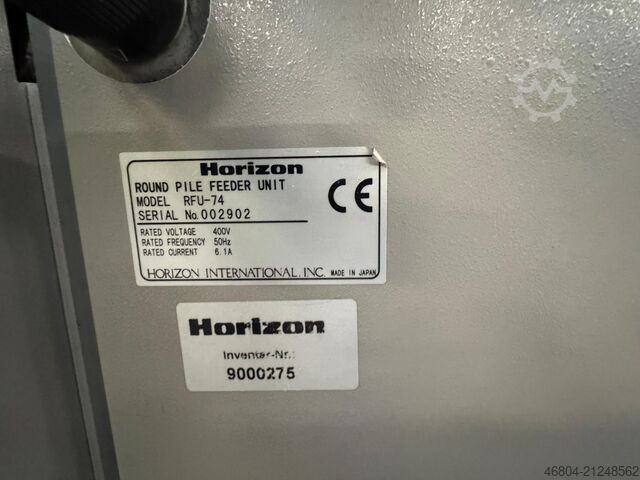 Horizon
ROUND PILE FEEDER UNIT
MODEL RFU-74
SERIAL No. 002902
CE
RATED VOLTAGE 400V
RATED FREQUENCY 50Hz
RATED CURRENT 6.1A
HORIZON INTERNATIONAL, INC. MADE IN JAPAN
Horizon
Inventar-Nr.:
9000275
46804-21248562